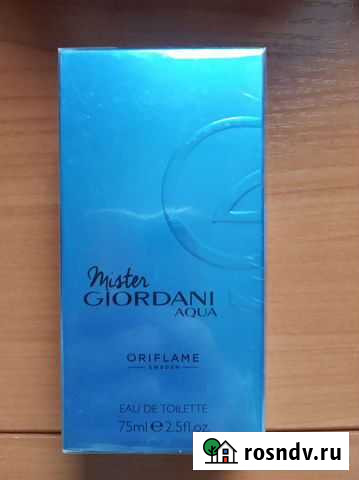 Mister
GIORDANI
AQUA
ORIFLAME
SWEDEN
EAU DE TOILETTE
75ml e 2.5fl.oz.
rosndv.ru